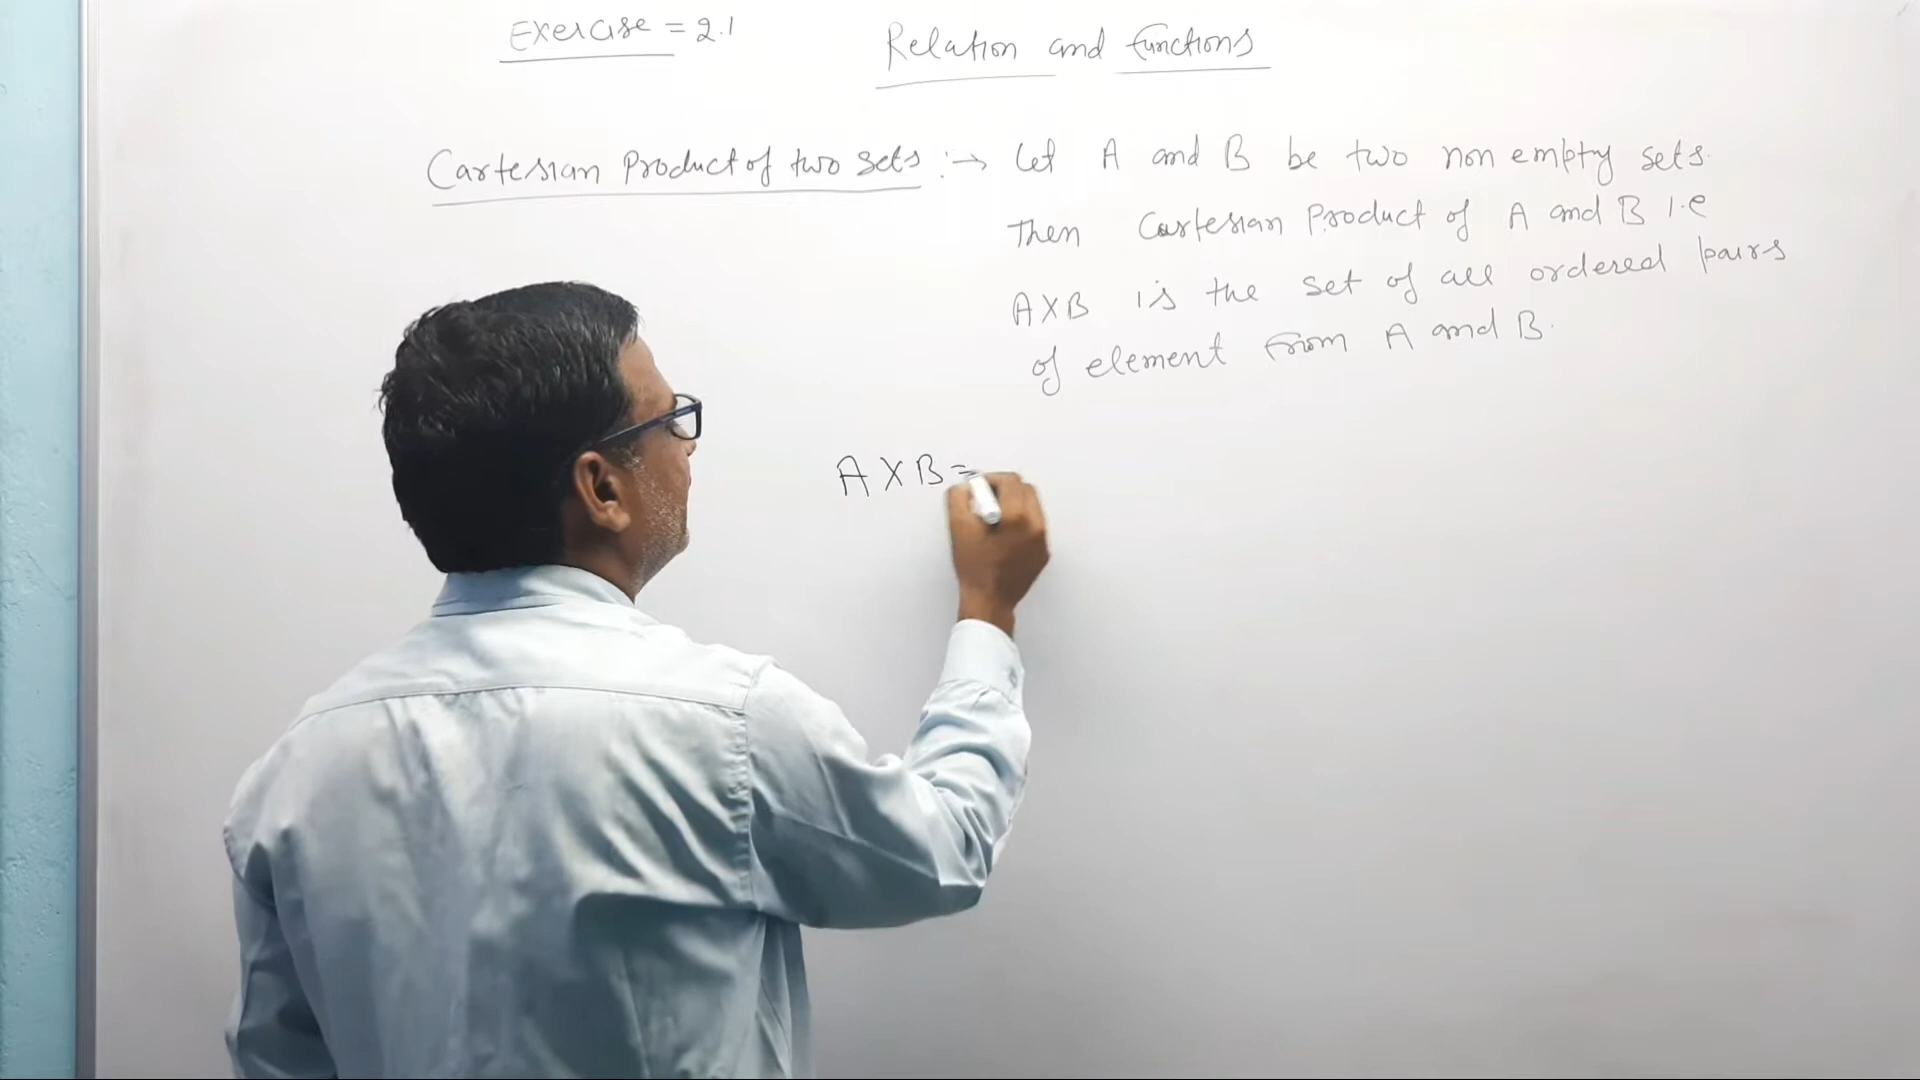 Exercise = 2.1
Relation and functions
Cartesian Product of two sets :→ Let A and B be two non empty sets.
Then Cartesian Product of A and B i.e
A×B is the set of all ordered pairs
of element from A and B.
A×B =